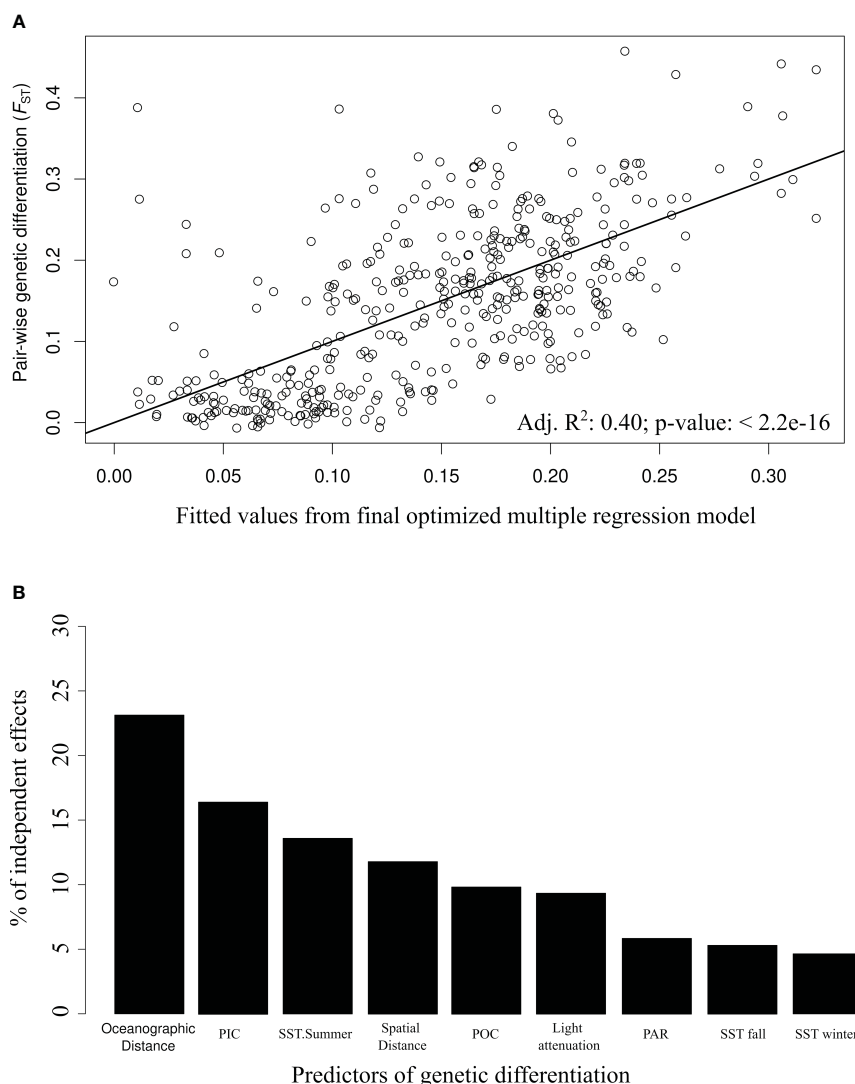 A
Pair-wise genetic differentiation (FST)
0.4
0.3
0.2
0.1
0.0
Adj. R2: 0.40; p-value: < 2.2e-16
0.00 0.05 0.10 0.15 0.20 0.25 0.30
Fitted values from final optimized multiple regression model
B
% of independent effects
30
25
20
15
10
5
0
Oceanographic Distance PIC SST.Summer Spatial Distance POC Light attenuation PAR SST fall SST winter
Predictors of genetic differentiation